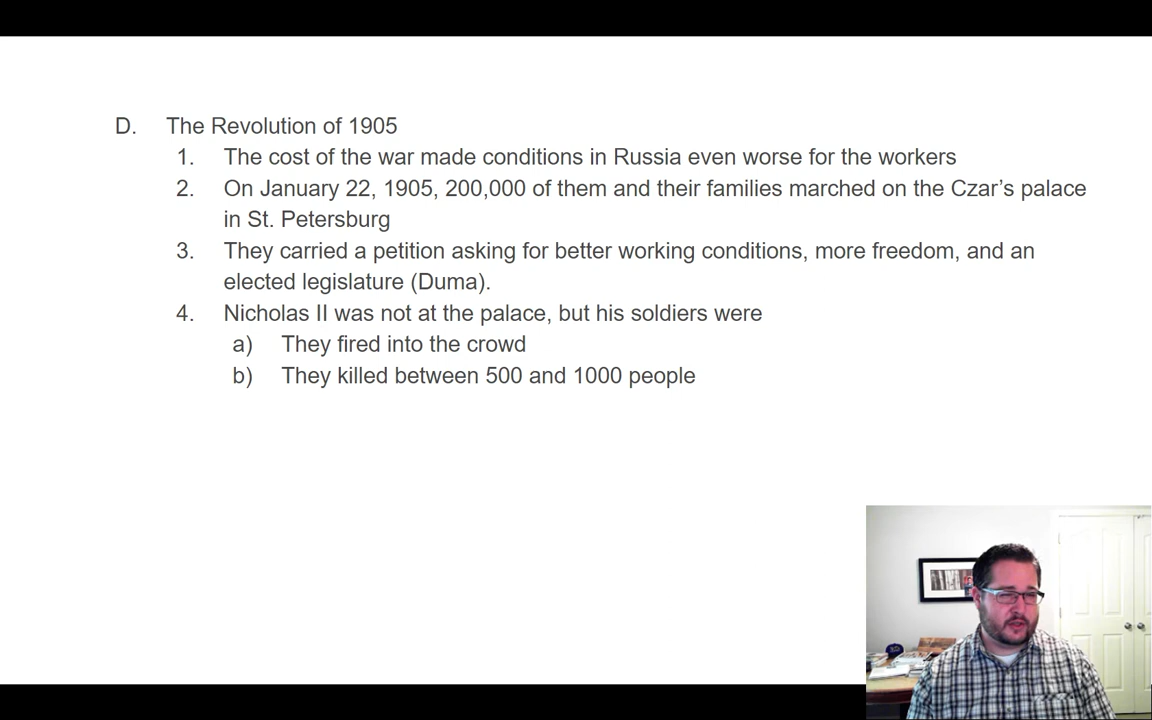 D. The Revolution of 1905
1. The cost of the war made conditions in Russia even worse for the workers
2. On January 22, 1905, 200,000 of them and their families marched on the Czar’s palace
in St. Petersburg
3. They carried a petition asking for better working conditions, more freedom, and an
elected legislature (Duma).
4. Nicholas II was not at the palace, but his soldiers were
a) They fired into the crowd
b) They killed between 500 and 1000 people